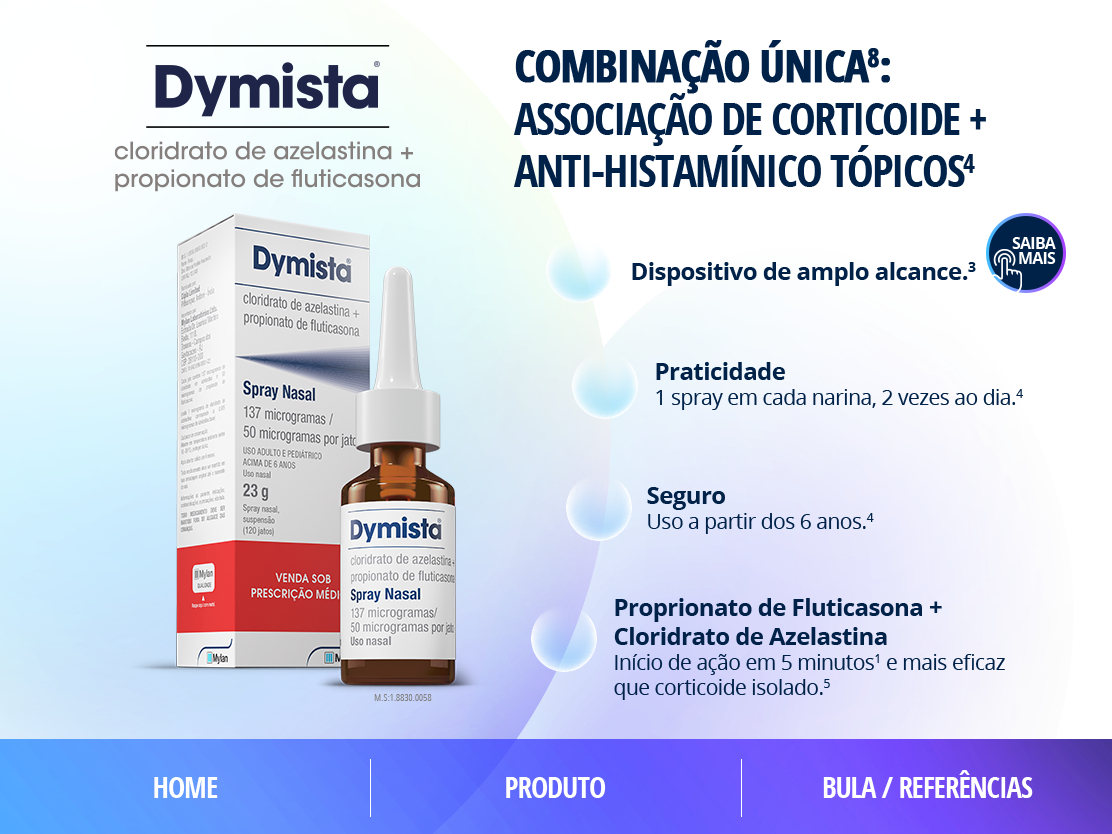 Dymista®
cloridrato de azelastina +
propionato de fluticasona
COMBINAÇÃO ÚNICA⁸:
ASSOCIAÇÃO DE CORTICOIDE +
ANTI-HISTAMÍNICO TÓPICOS⁴
Dispositivo de amplo alcance.³
SAIBA
MAIS
Praticidade
1 spray em cada narina, 2 vezes ao dia.⁴
Seguro
Uso a partir dos 6 anos.⁴
Proprionato de Fluticasona +
Cloridrato de Azelastina
Início de ação em 5 minutos¹ e mais eficaz
que corticoide isolado.⁵
Dymista®
cloridrato de azelastina +
propionato de fluticasona
Spray Nasal
137 microgramas /
50 microgramas por jato
USO ADULTO E PEDIÁTRICO
ACIMA DE 6 ANOS
Uso nasal
23 g
Spray nasal,
suspensão
(120 jatos)
VENDA SOB
PRESCRIÇÃO MÉDI
Mylan
Mylan
Dymista®
cloridrato de azelastina +
propionato de fluticasona
Spray Nasal
137 microgramas/
50 microgramas por jato
Uso nasal
M.S:1.8830.0058
HOME
PRODUTO
BULA / REFERÊNCIAS